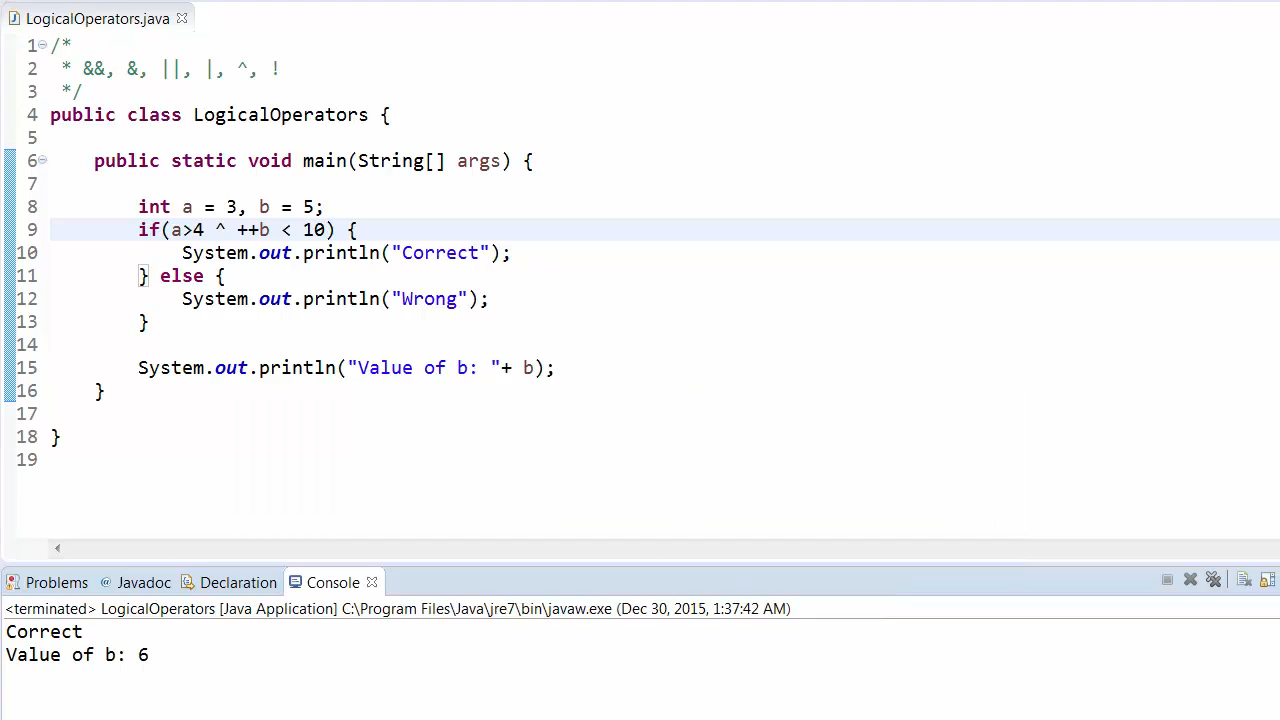 LogicalOperators.java
1 /*
2  * &&, &, ||, |, ^, !
3  */
4 public class LogicalOperators {
5
6     public static void main(String[] args) {
7
8         int a = 3, b = 5;
9         if(a>4 ^ ++b < 10) {
10             System.out.println("Correct");
11         } else {
12             System.out.println("Wrong");
13         }
14
15         System.out.println("Value of b: "+ b);
16     }
17
18 }
19
Problems @ Javadoc Declaration Console
<terminated> LogicalOperators [Java Application] C:\Program Files\Java\jre7\bin\javaw.exe (Dec 30, 2015, 1:37:42 AM)
Correct
Value of b: 6